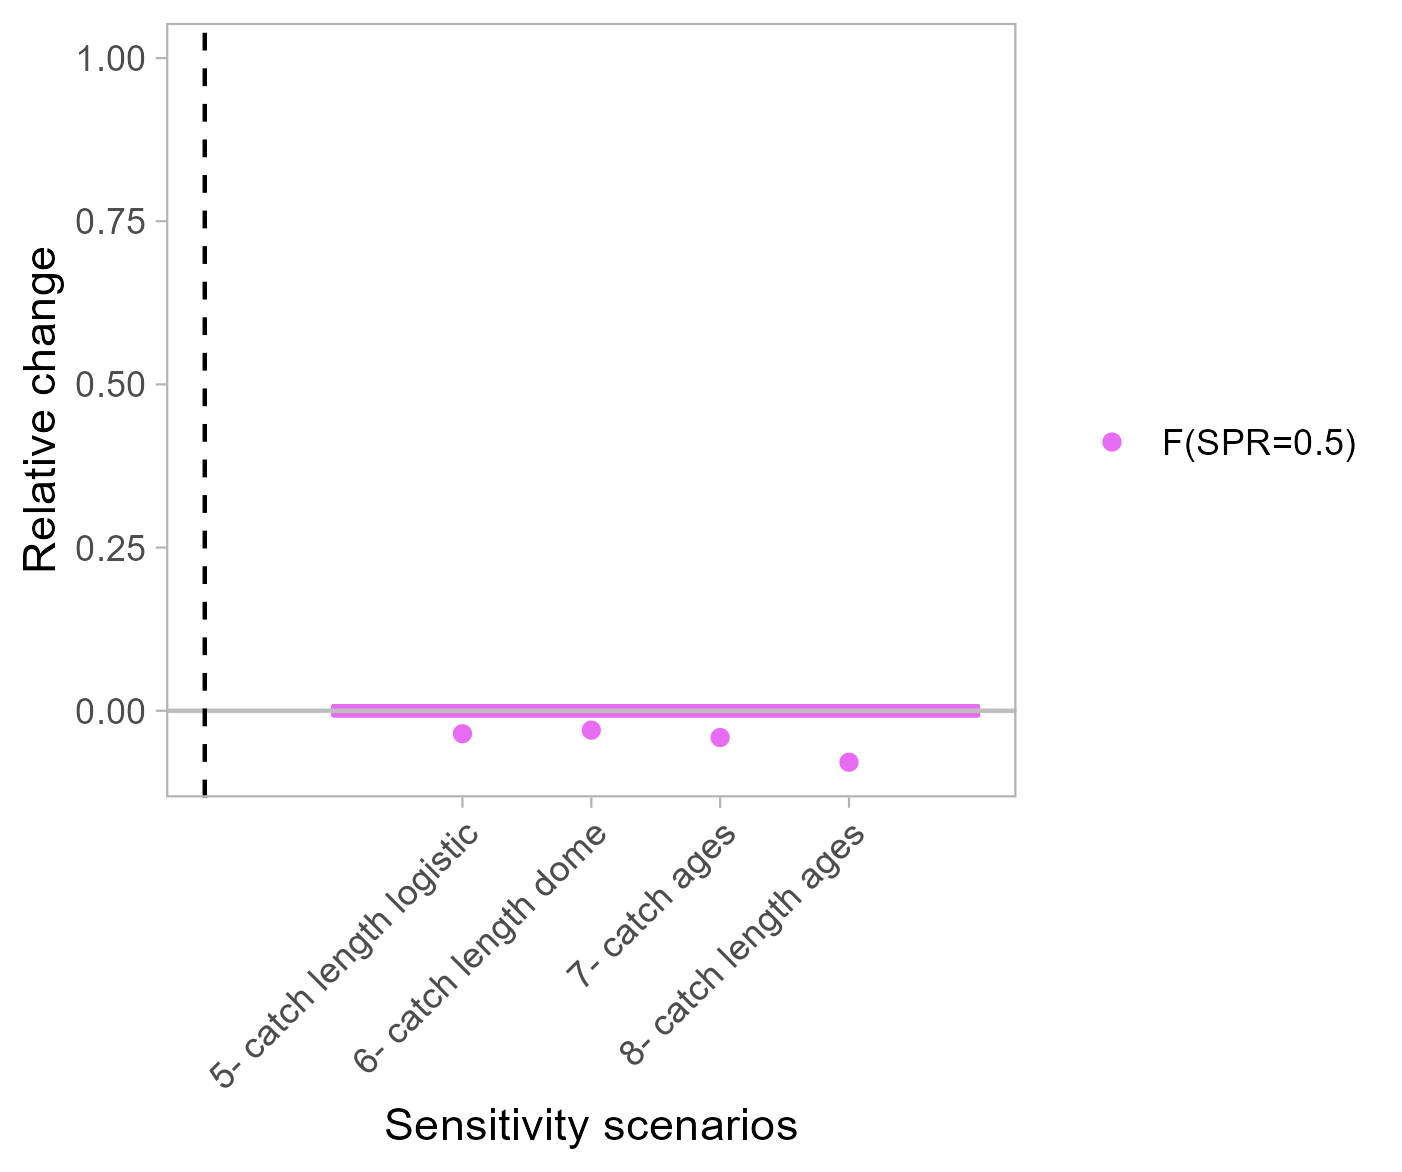 1.00
0.75
0.50
0.25
0.00
Relative change
F(SPR=0.5)
5- catch length logistic
6- catch length dome
7- catch ages
8- catch length ages
Sensitivity scenarios